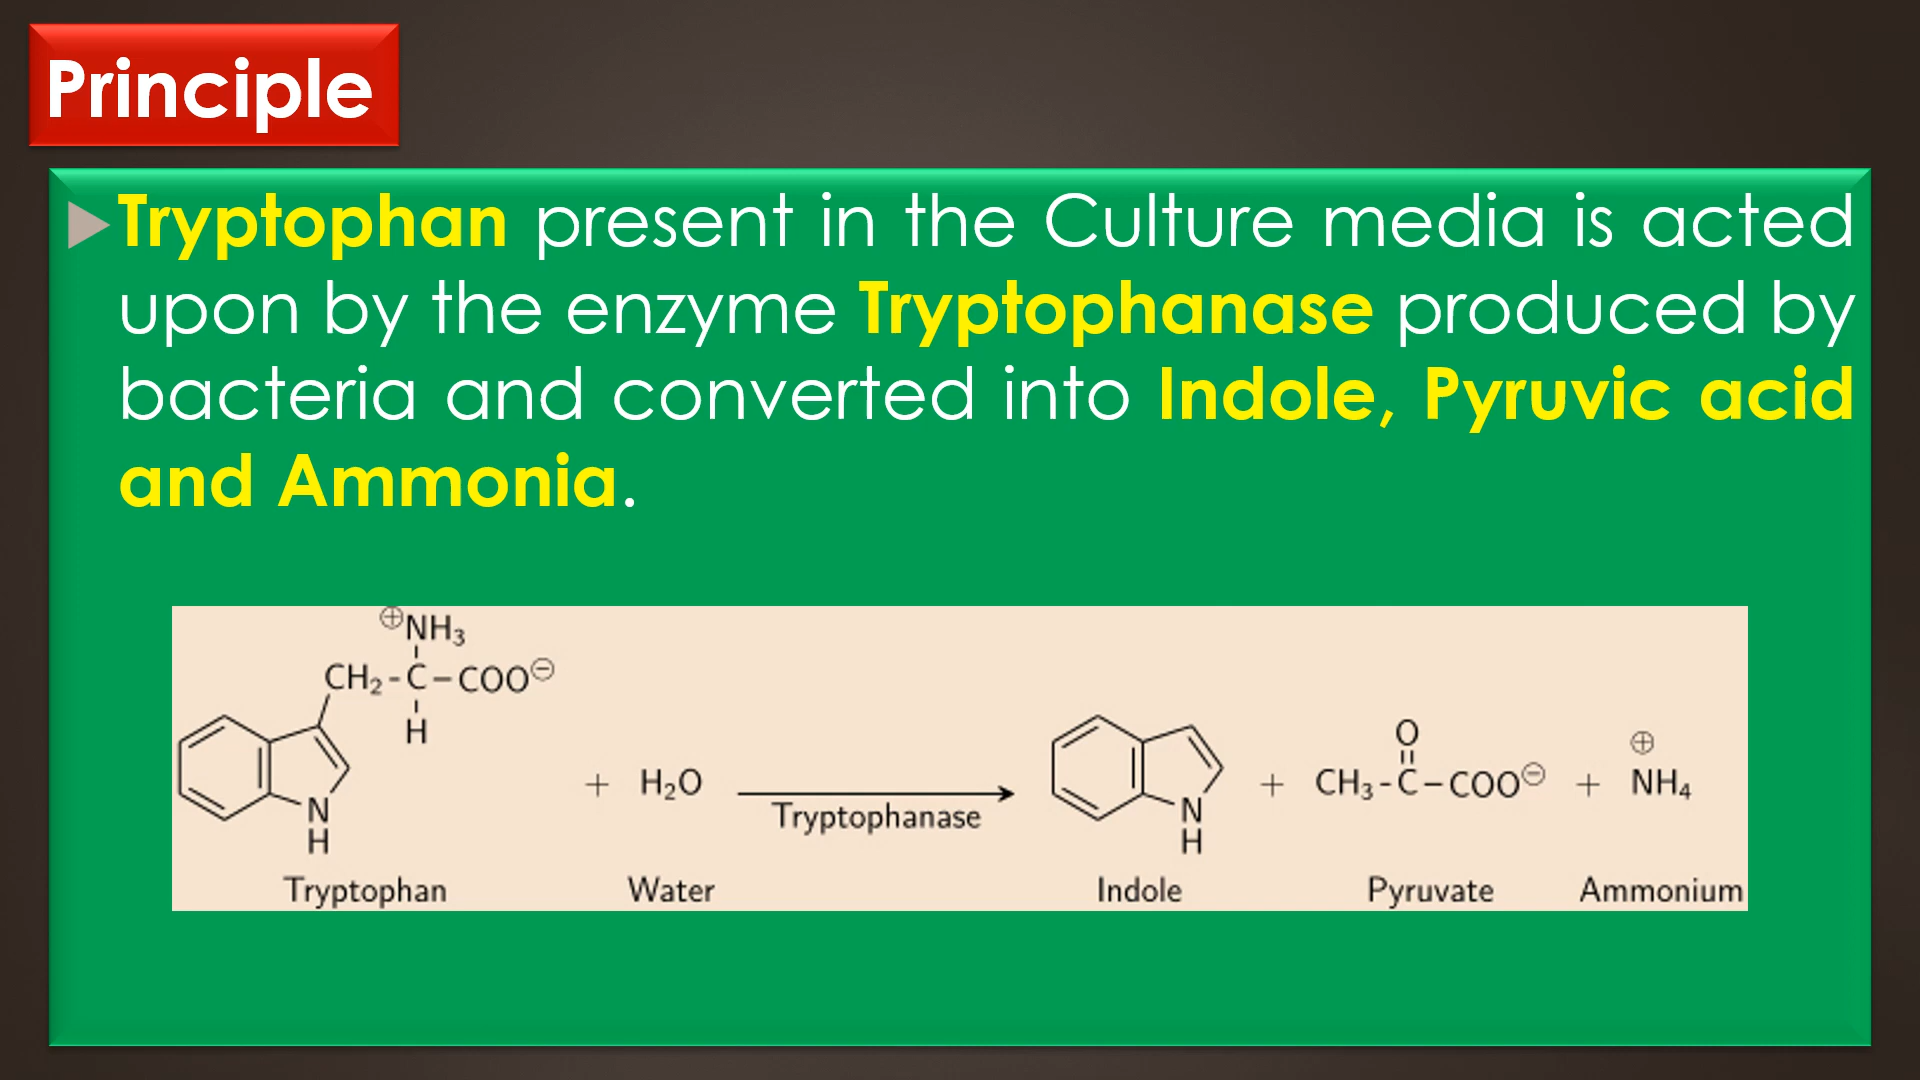 Principle
Tryptophan present in the Culture media is acted
upon by the enzyme Tryptophanase produced by
bacteria and converted into Indole, Pyruvic acid
and Ammonia.
⊕NH₃
CH₂-C-COO⊖
H
N
H
+ H₂O
Tryptophanase
N
H
+
O
CH₃-C-COO⊖
+
⊕
NH₄
Tryptophan Water Indole Pyruvate Ammonium